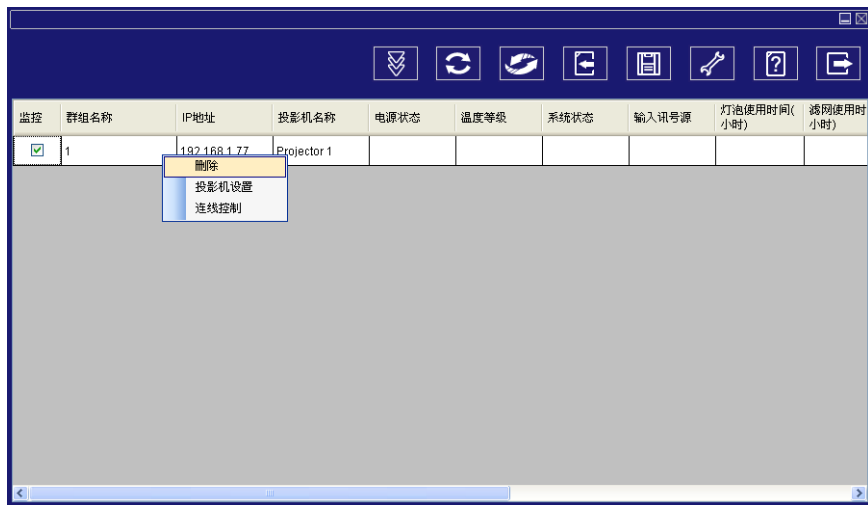 监控 群组名称 IP地址 投影机名称 电源状态 温度等级 系统状态 输入讯号源 灯泡使用时间(
小时) 滤网使用时
小时)
1 192.168.1.77 Projector 1
删除
投影机设置
连线控制